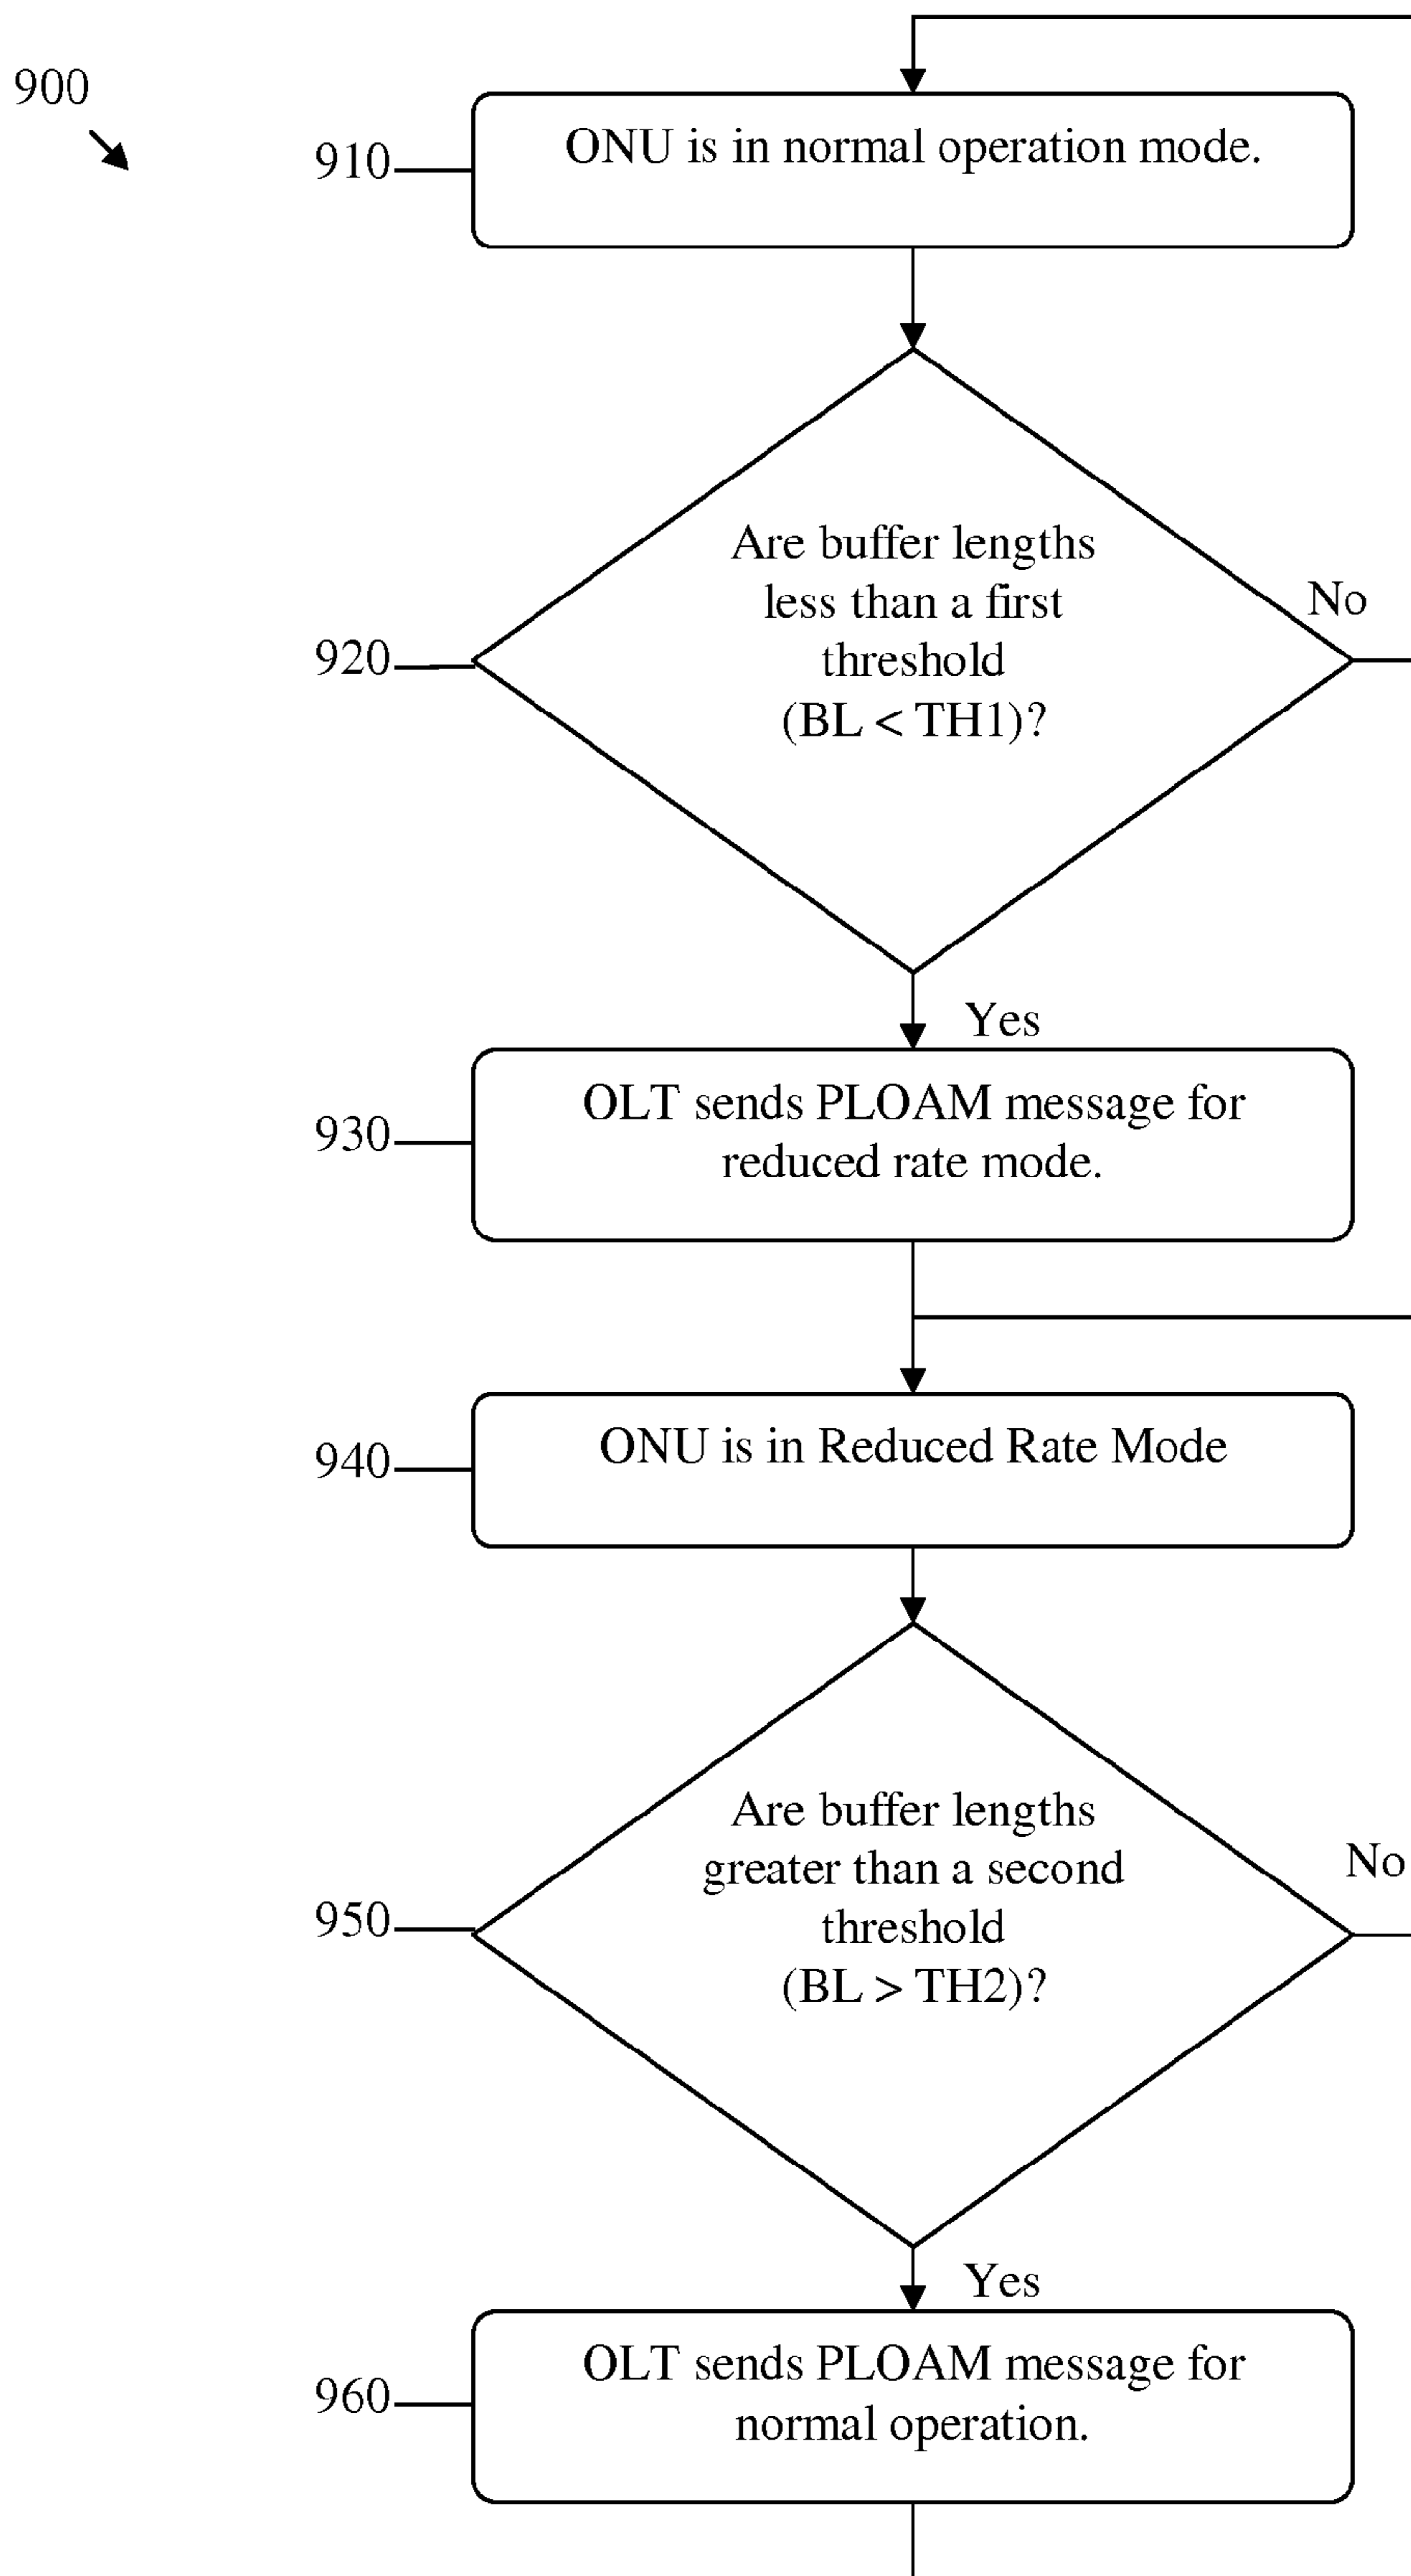 900
910
ONU is in normal operation mode.
920
Are buffer lengths
less than a first
threshold
(BL < TH1)?
No
Yes
930
OLT sends PLOAM message for
reduced rate mode.
940
ONU is in Reduced Rate Mode
950
Are buffer lengths
greater than a second
threshold
(BL > TH2)?
No
Yes
960
OLT sends PLOAM message for
normal operation.